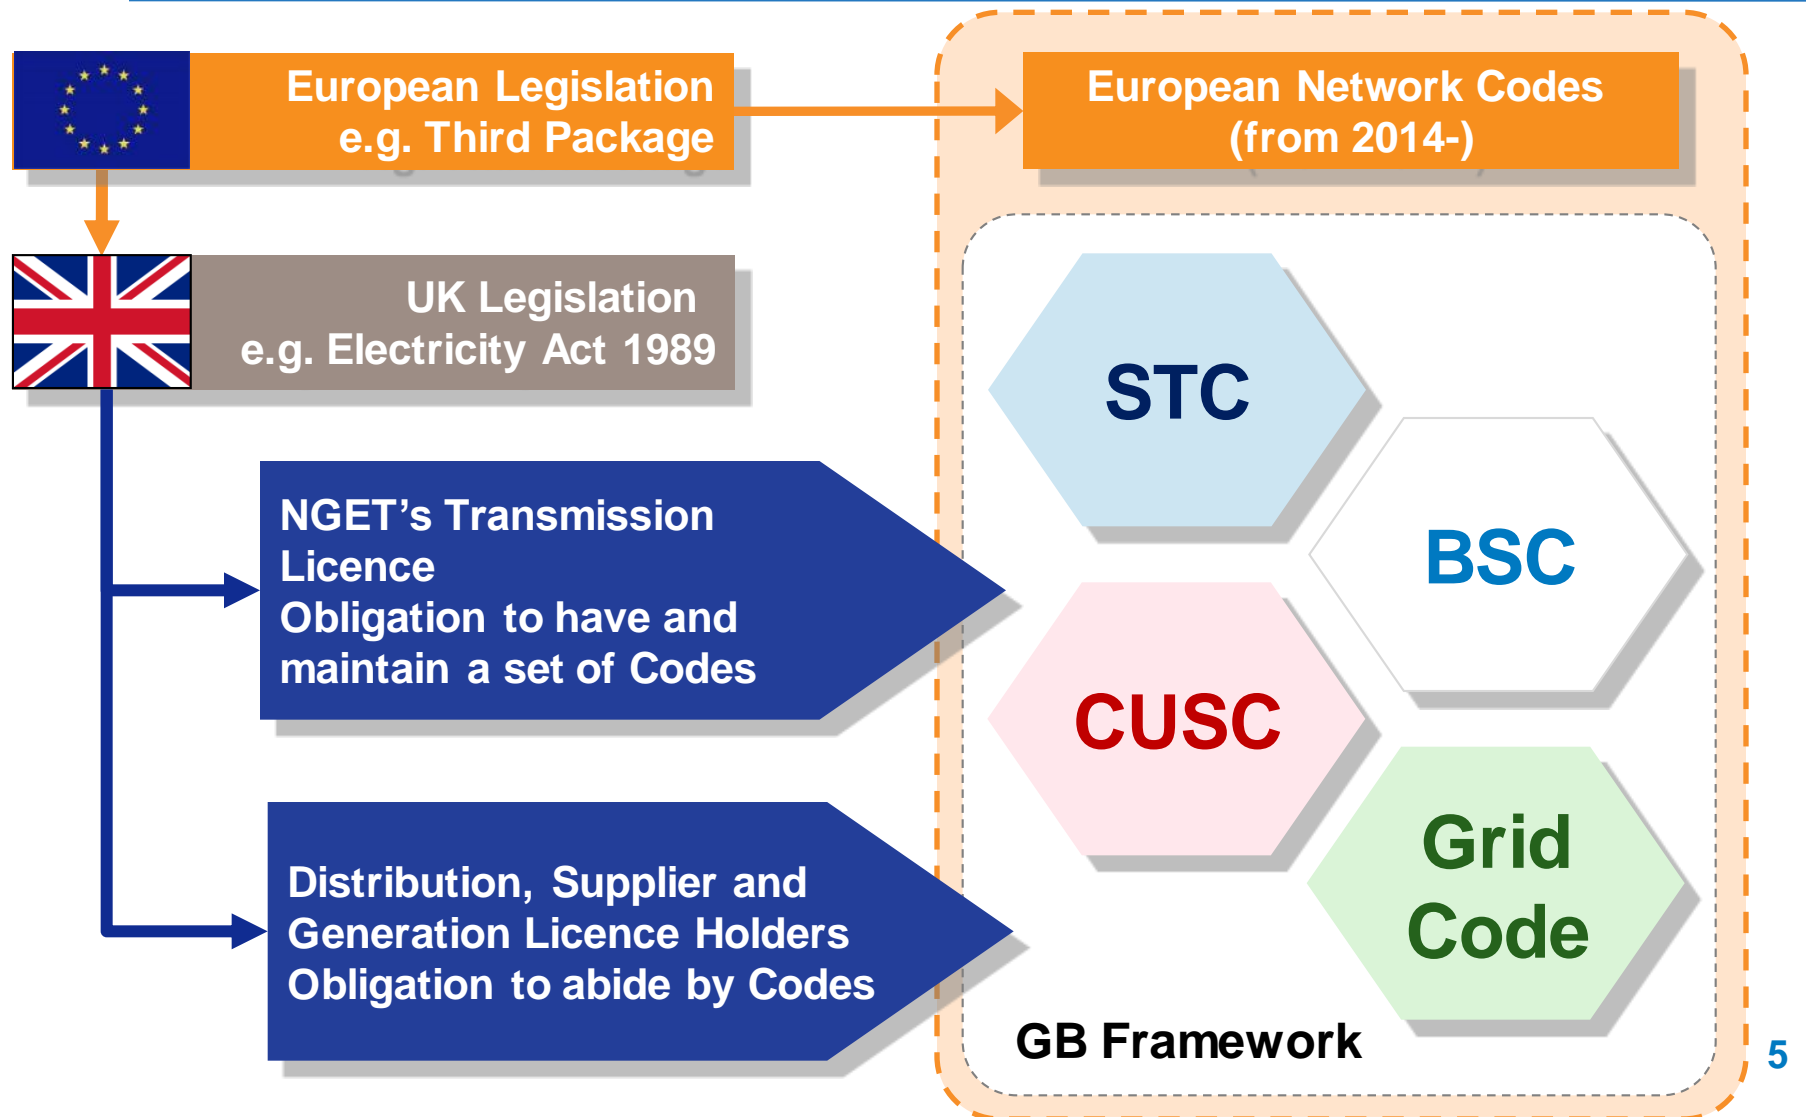 European Legislation
e.g. Third Package
European Network Codes
(from 2014-)
UK Legislation
e.g. Electricity Act 1989
NGET’s Transmission
Licence
Obligation to have and
maintain a set of Codes
Distribution, Supplier and
Generation Licence Holders
Obligation to abide by Codes
STC
BSC
CUSC
Grid
Code
GB Framework
5